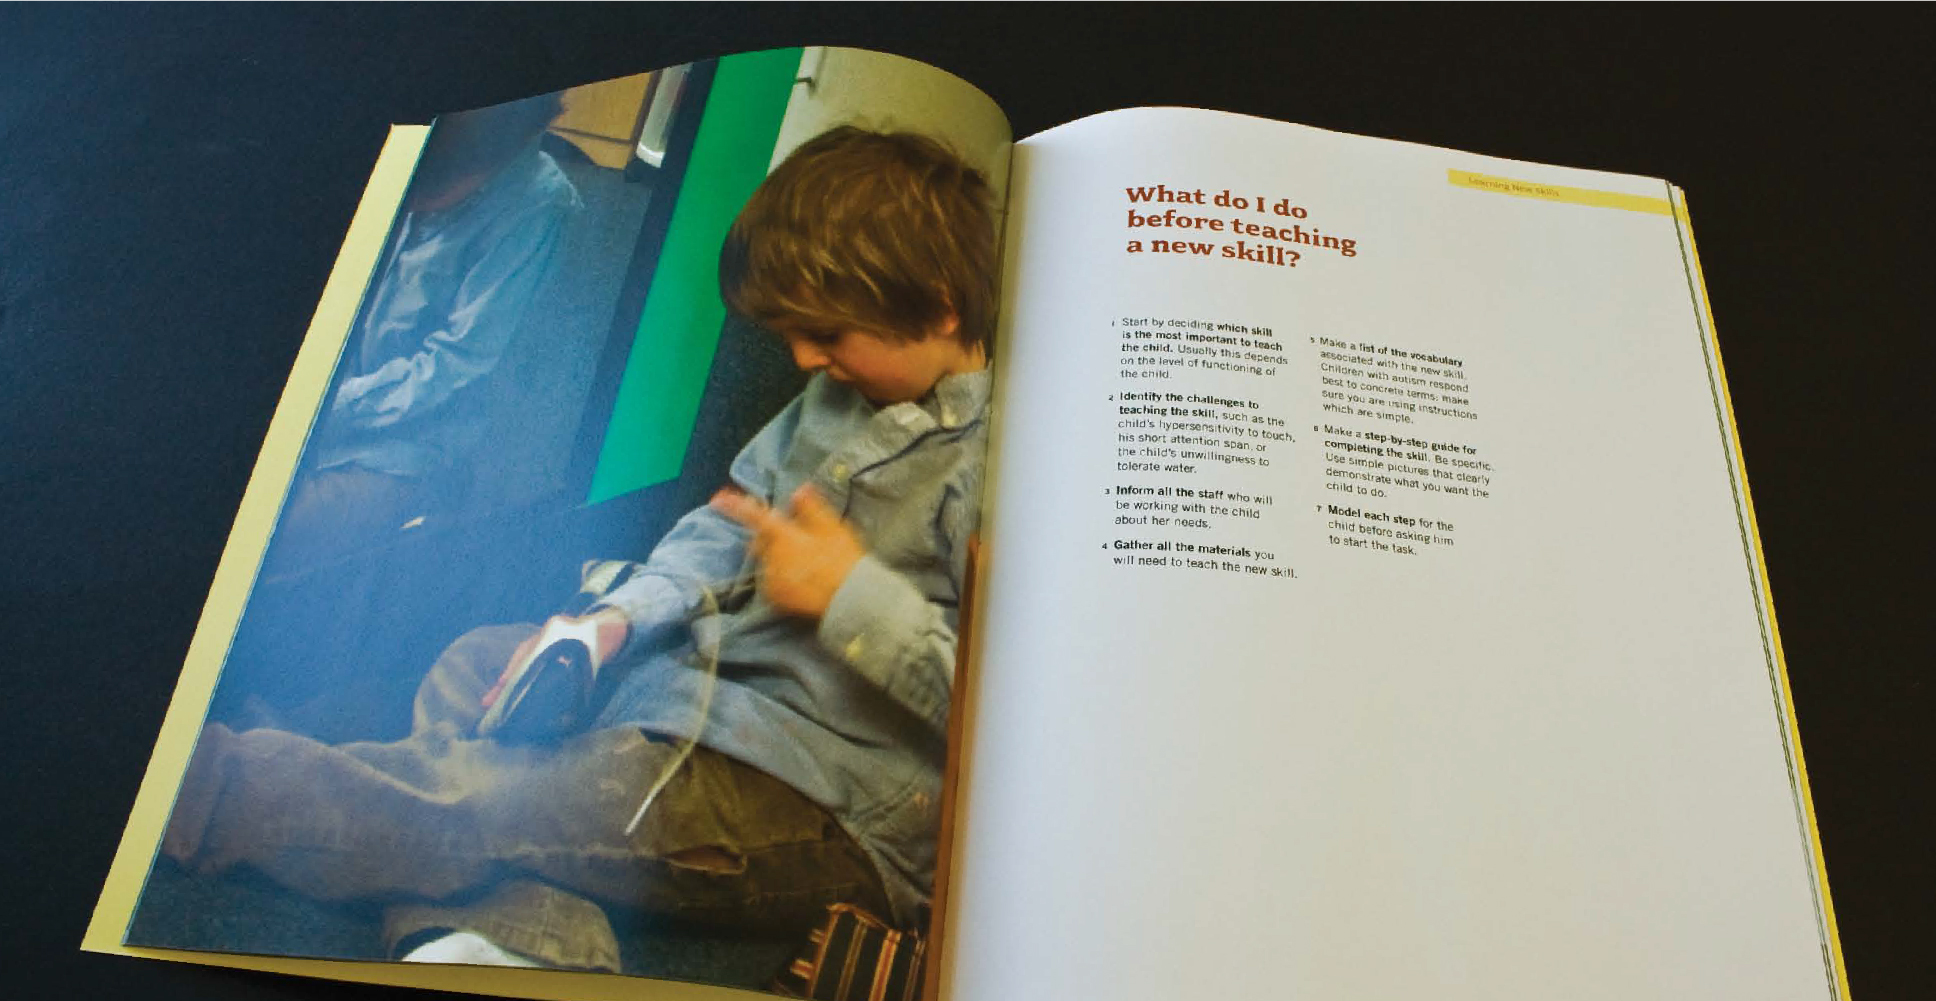 Learning New Skills
What do I do
before teaching
a new skill?
1 Start by deciding which skill
is the most important to teach
the child. Usually this depends
on the level of functioning of
the child.
2 Identify the challenges to
teaching the skill, such as the
child's hypersensitivity to touch,
his short attention span, or
the child's unwillingness to
tolerate water.
3 Inform all the staff who will
be working with the child
about her needs.
4 Gather all the materials you
will need to teach the new skill.
5 Make a list of the vocabulary
associated with the new skill.
Children with autism respond
best to concrete terms; make
sure you are using instructions
which are simple.
6 Make a step-by-step guide for
completing the skill. Be specific.
Use simple pictures that clearly
demonstrate what you want the
child to do.
7 Model each step for the
child before asking him
to start the task.